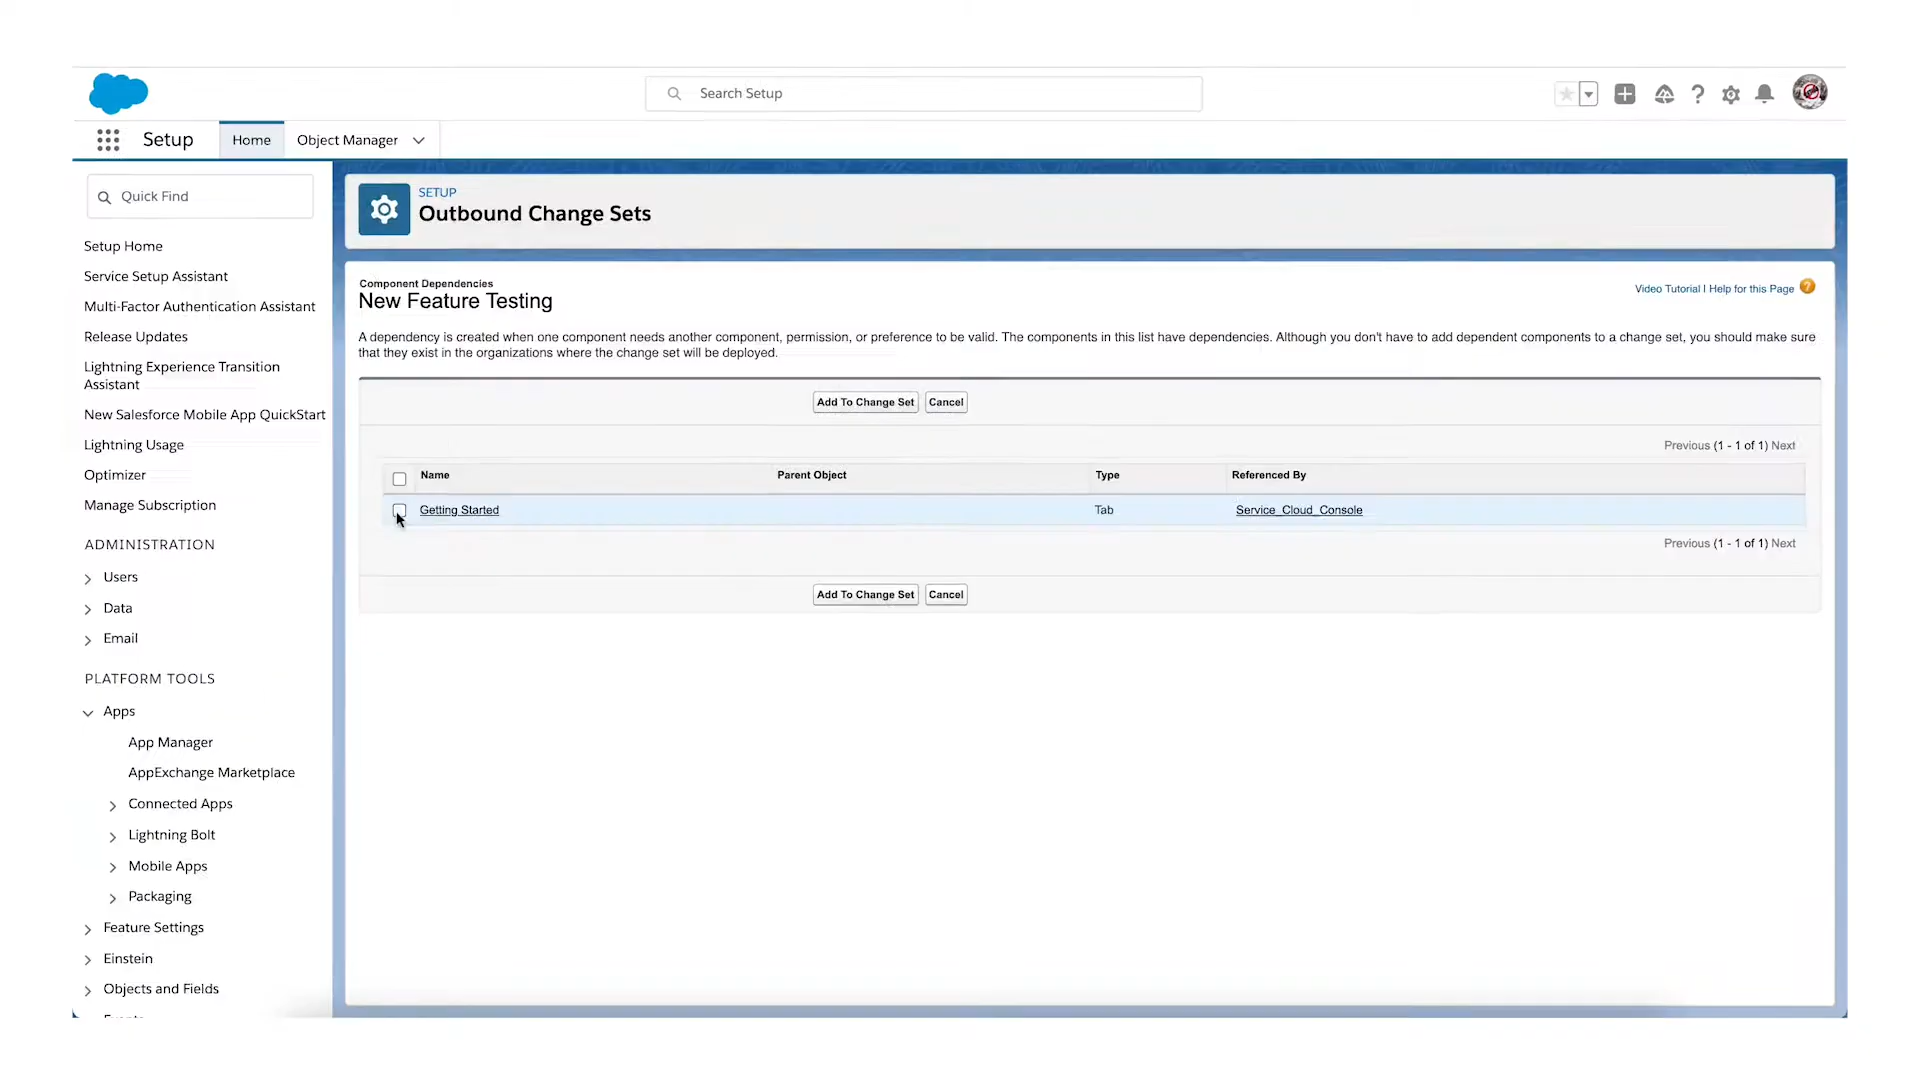 Search Setup
Setup
Home
Object Manager
Quick Find
Setup Home
Service Setup Assistant
Multi-Factor Authentication Assistant
Release Updates
Lightning Experience Transition
Assistant
New Salesforce Mobile App QuickStart
Lightning Usage
Optimizer
Manage Subscription
ADMINISTRATION
Users
Data
Email
PLATFORM TOOLS
Apps
App Manager
AppExchange Marketplace
Connected Apps
Lightning Bolt
Mobile Apps
Packaging
Feature Settings
Einstein
Objects and Fields
SETUP
Outbound Change Sets
Component Dependencies
New Feature Testing
Video Tutorial | Help for this Page ?
A dependency is created when one component needs another component, permission, or preference to be valid. The components in this list have dependencies. Although you don't have to add dependent components to a change set, you should make sure
that they exist in the organizations where the change set will be deployed.
Add To Change Set Cancel
Previous (1 - 1 of 1) Next
Name Parent Object Type Referenced By
Getting Started Tab Service_Cloud_Console
Previous (1 - 1 of 1) Next
Add To Change Set Cancel